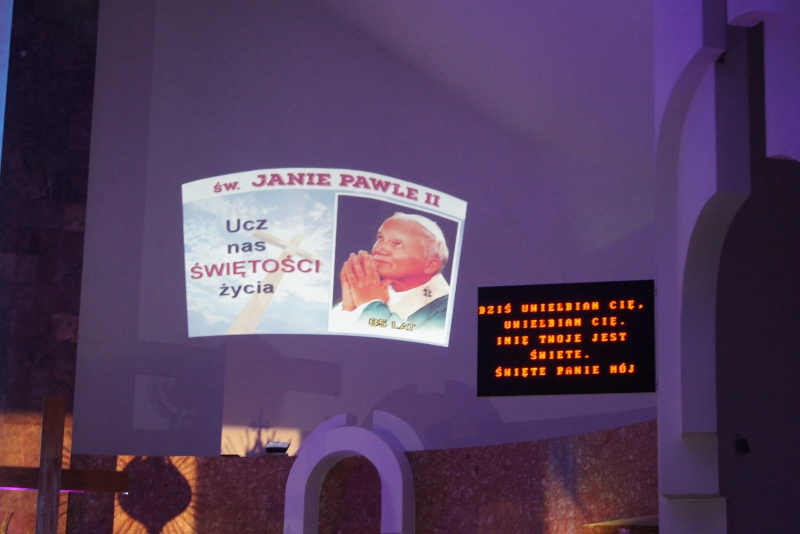 ŚW. JANIE PAWLE II
Ucz
nas
ŚWIĘTOŚCI
życia
85 LAT
DZIŚ UWIELBIAM CIĘ,
UWIELBIAM CIĘ.
IMIĘ TWOJE JEST
ŚWIETE.
ŚWIĘTE PANIE MÓJ